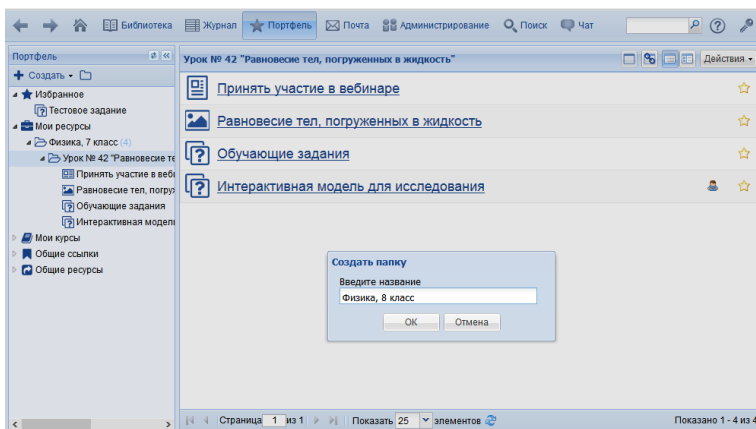 Библиотека Журнал Портфель Почта Администрирование Поиск Чат
Портфель
Создать
Избранное
Тестовое задание
Мои ресурсы
Физика, 7 класс (4)
Урок № 42 "Равновесие те
Принять участие в веби
Равновесие тел, погруж
Обучающие задания
Интерактивная модель
Мои курсы
Общие ссылки
Общие ресурсы
Урок № 42 "Равновесие тел, погруженных в жидкость"
Действия
Принять участие в вебинаре
Равновесие тел, погруженных в жидкость
Обучающие задания
Интерактивная модель для исследования
Создать папку
Введите название
Физика, 8 класс
ОК Отмена
Страница 1 из 1 Показать 25 элементов Показано 1 - 4 из 4